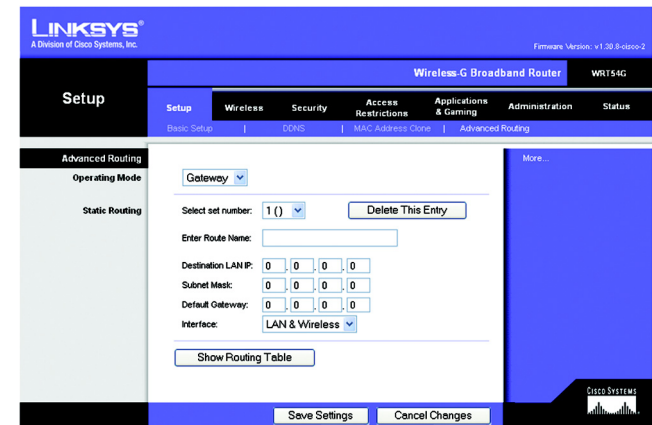 LINKSYS®
A Division of Cisco Systems, Inc.
Firmware Version: v1.30.8-cisco-2
Wireless-G Broadband Router WRT54G
Setup
Setup Wireless Security Access Restrictions Applications & Gaming Administration Status
Basic Setup | DDNS | MAC Address Clone | Advanced Routing
Advanced Routing
More...
Operating Mode Gateway
Static Routing Select set number: 1 () Delete This Entry
Enter Route Name:
Destination LAN IP: 0 . 0 . 0 . 0
Subnet Mask: 0 . 0 . 0 . 0
Default Gateway: 0 . 0 . 0 . 0
Interface: LAN & Wireless
Show Routing Table
CISCO SYSTEMS
Save Settings Cancel Changes